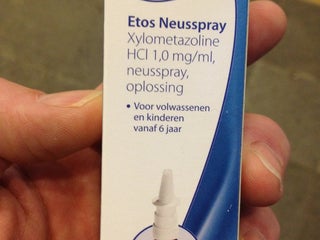 Etos Neusspray
Xylometazoline
HCl 1,0 mg/ml,
neusspray,
oplossing
• Voor volwassenen
en kinderen
vanaf 6 jaar